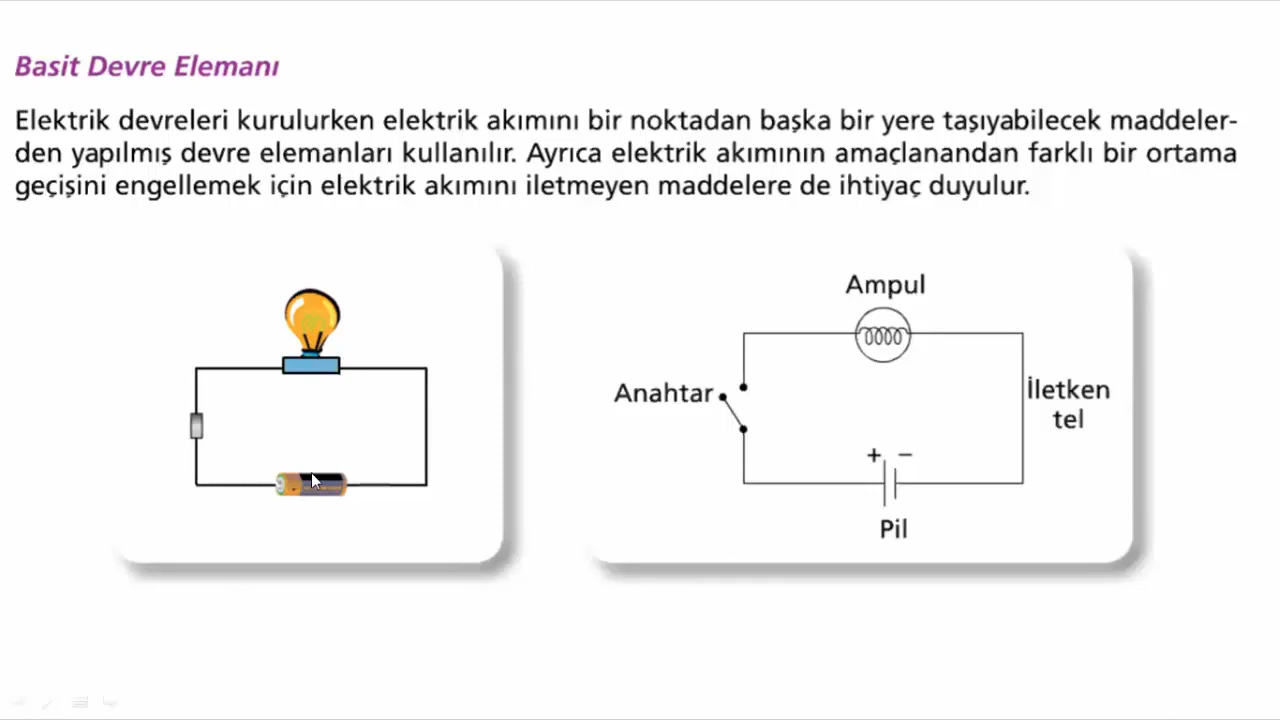 Basit Devre Elemanı
Elektrik devreleri kurulurken elektrik akımını bir noktadan başka bir yere taşıyabilecek maddeler-
den yapılmış devre elemanları kullanılır. Ayrıca elektrik akımının amaçlanandan farklı bir ortama
geçişini engellemek için elektrik akımını iletmeyen maddelere de ihtiyaç duyulur.
Ampul
Anahtar
İletken
tel
+ −
Pil